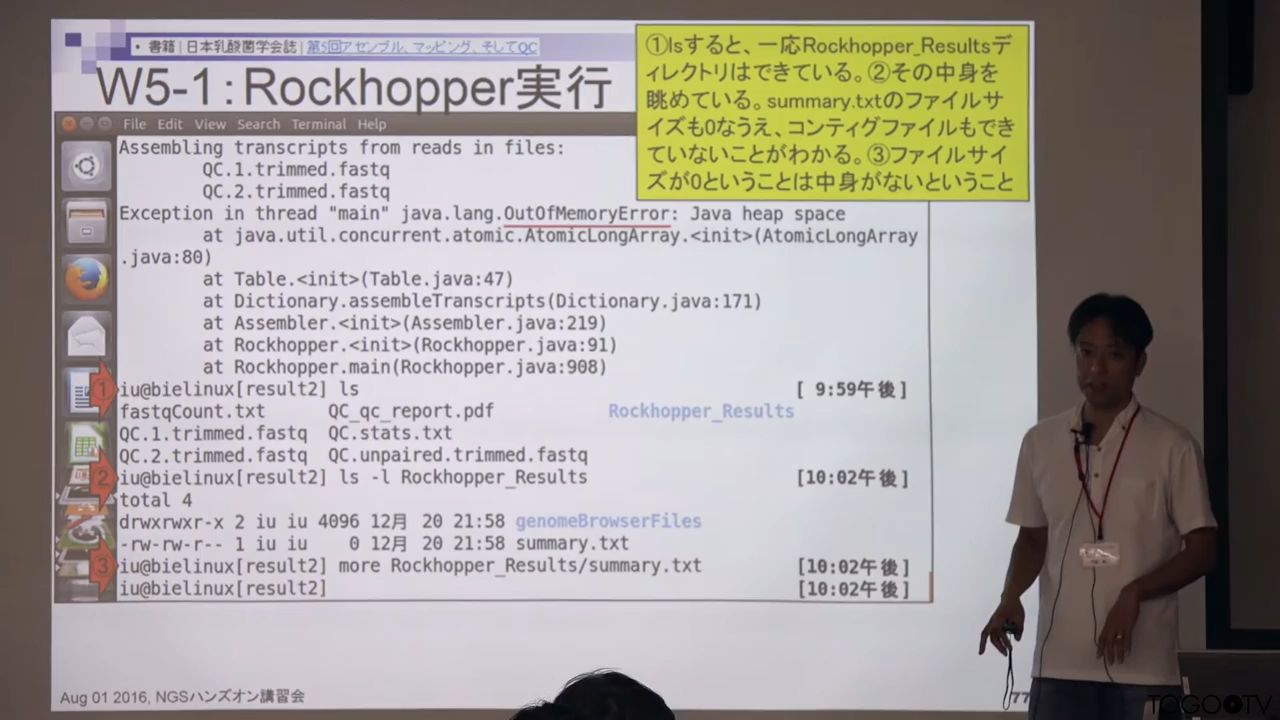 • 書籍 | 日本乳酸菌学会誌 | 第5回アセンブル、マッピング、そしてQC
W5-1：Rockhopper実行
①lsすると、一応Rockhopper_Resultsデ
ィレクトリはできている。②その中身を
眺めている。summary.txtのファイルサ
イズも0なうえ、コンティグファイルもでき
ていないことがわかる。③ファイルサイ
ズが0ということは中身がないということ
File Edit View Search Terminal Help
Assembling transcripts from reads in files:
QC.1.trimmed.fastq
QC.2.trimmed.fastq
Exception in thread "main" java.lang.OutOfMemoryError: Java heap space
at java.util.concurrent.atomic.AtomicLongArray.<init>(AtomicLongArray
.java:80)
at Table.<init>(Table.java:47)
at Dictionary.assembleTranscripts(Dictionary.java:171)
at Assembler.<init>(Assembler.java:219)
at Rockhopper.<init>(Rockhopper.java:91)
at Rockhopper.main(Rockhopper.java:908)
① iu@bielinux[result2] ls [ 9:59午後]
fastqCount.txt QC_qc_report.pdf Rockhopper_Results
QC.1.trimmed.fastq QC.stats.txt
QC.2.trimmed.fastq QC.unpaired.trimmed.fastq
② iu@bielinux[result2] ls -l Rockhopper_Results [10:02午後]
total 4
drwxrwxr-x 2 iu iu 4096 12月 20 21:58 genomeBrowserFiles
-rw-rw-r-- 1 iu iu 0 12月 20 21:58 summary.txt
③ iu@bielinux[result2] more Rockhopper_Results/summary.txt [10:02午後]
iu@bielinux[result2] [10:02午後]
Aug 01 2016, NGSハンズオン講習会
77
TOGOTV